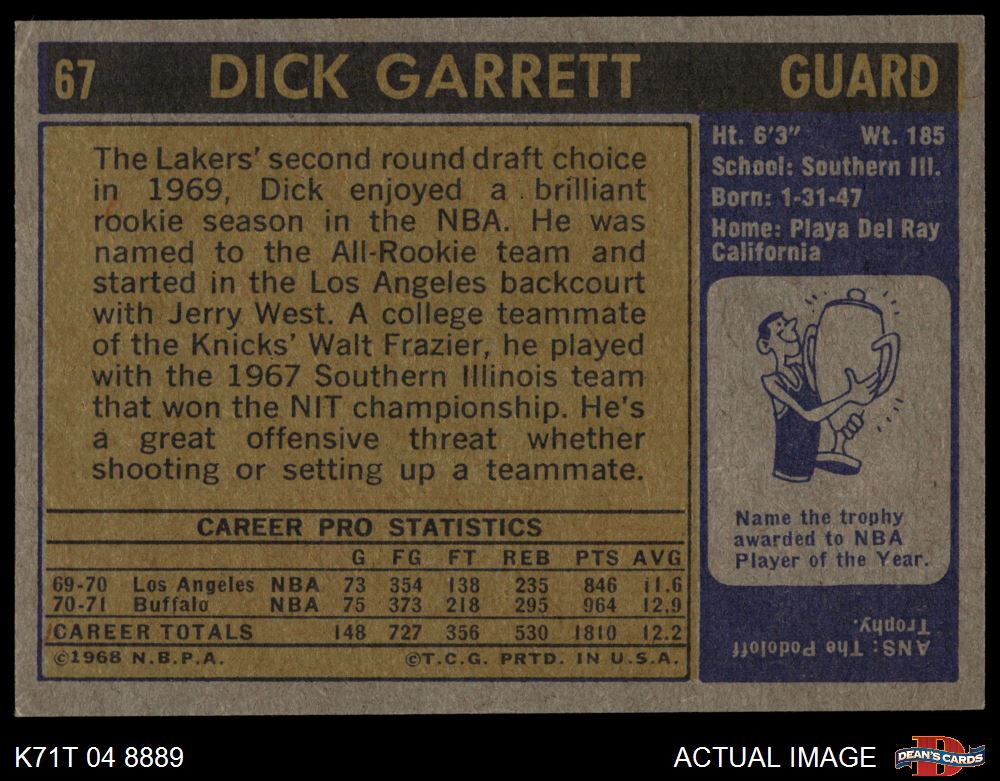 67 DICK GARRETT GUARD
The Lakers' second round draft choice
in 1969, Dick enjoyed a brilliant
rookie season in the NBA. He was
named to the All-Rookie team and
started in the Los Angeles backcourt
with Jerry West. A college teammate
of the Knicks' Walt Frazier, he played
with the 1967 Southern Illinois team
that won the NIT championship. He's
a great offensive threat whether
shooting or setting up a teammate.
CAREER PRO STATISTICS
G FG FT REB PTS AVG
69-70 Los Angeles NBA 73 354 138 235 846 11.6
70-71 Buffalo NBA 75 373 218 295 964 12.9
CAREER TOTALS 148 727 356 530 1810 12.2
©1968 N.B.P.A. ©T.C.G. PRTD. IN U.S.A.
Ht. 6'3" Wt. 185
School: Southern Ill.
Born: 1-31-47
Home: Playa Del Ray
California
Name the trophy
awarded to NBA
Player of the Year.
ANS: The Podoloff
Trophy.
K71T 04 8889 ACTUAL IMAGE
D
DEAN'S CARDS